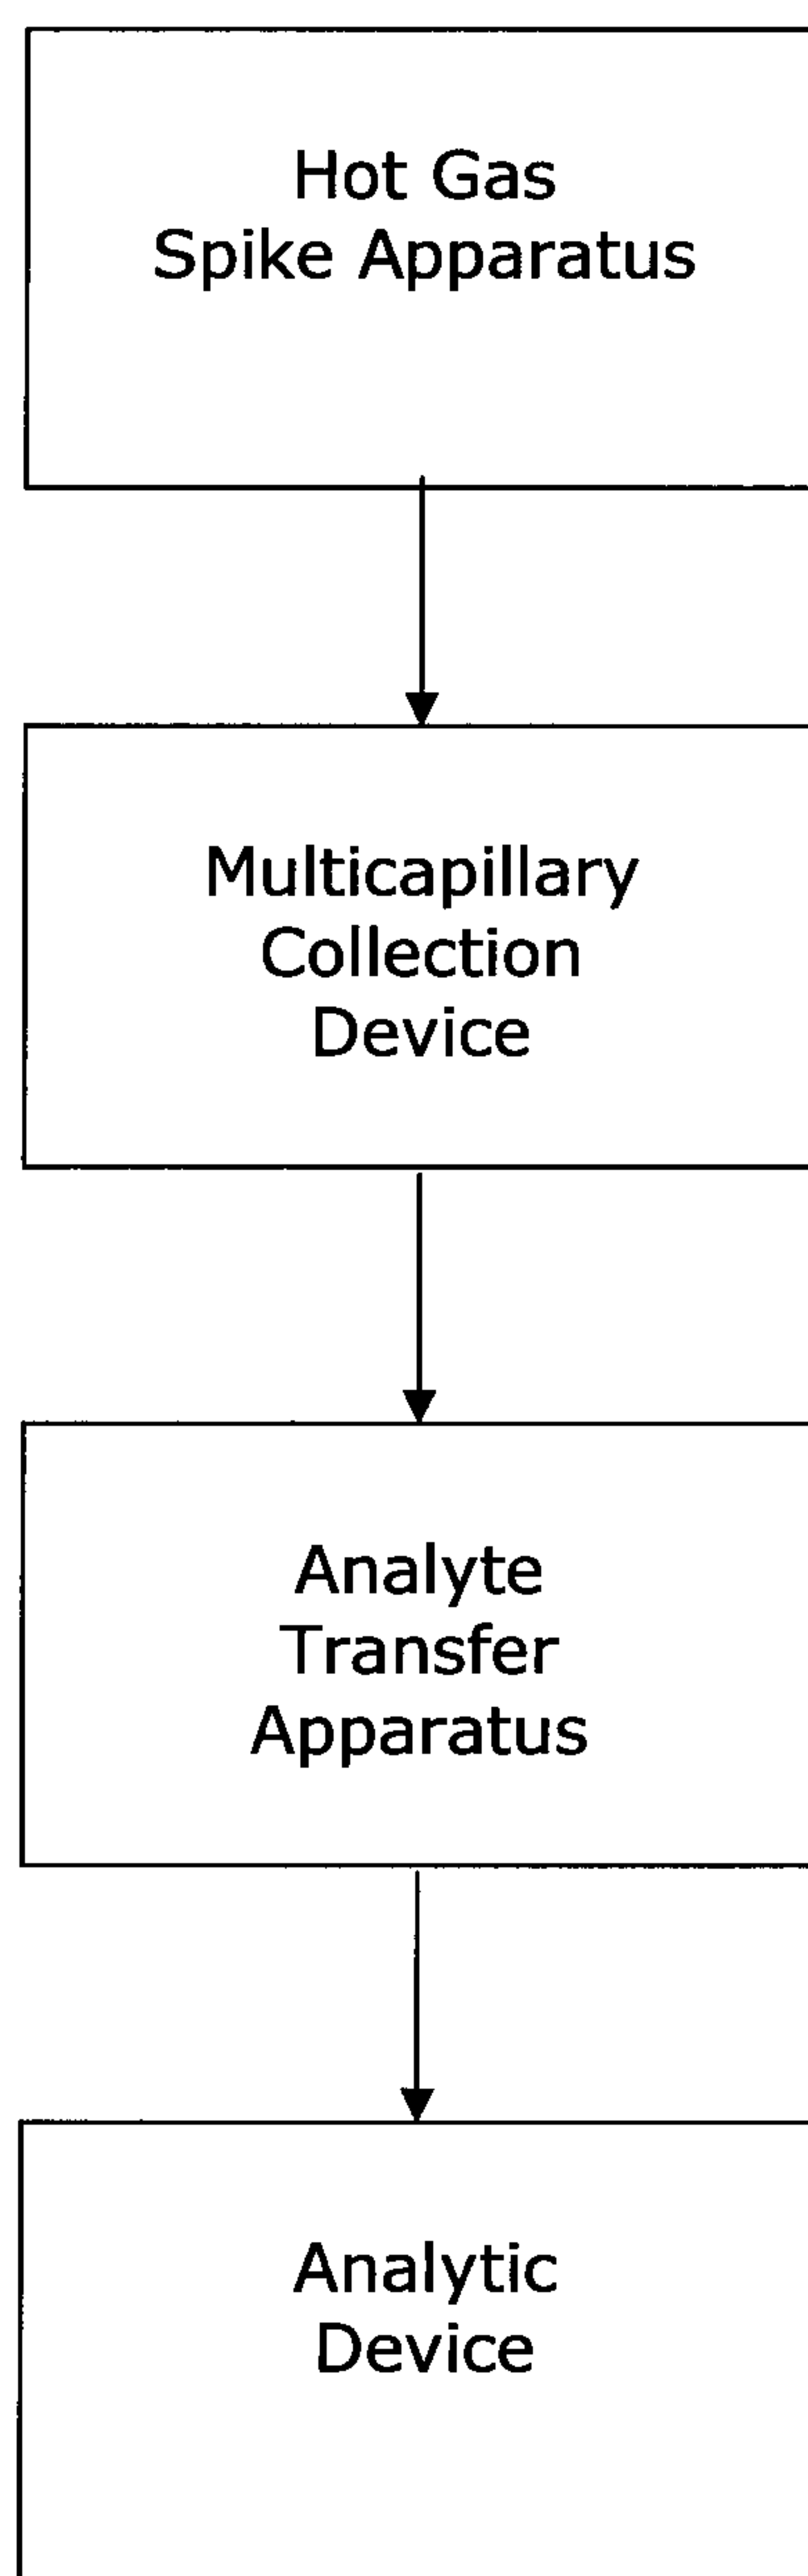 Hot Gas
Spike Apparatus
Multicapillary
Collection
Device
Analyte
Transfer
Apparatus
Analytic
Device